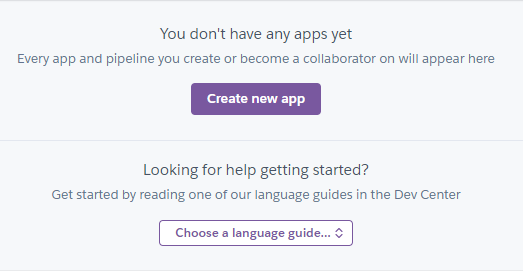 You don't have any apps yet
Every app and pipeline you create or become a collaborator on will appear here
Create new app
Looking for help getting started?
Get started by reading one of our language guides in the Dev Center
Choose a language guide...